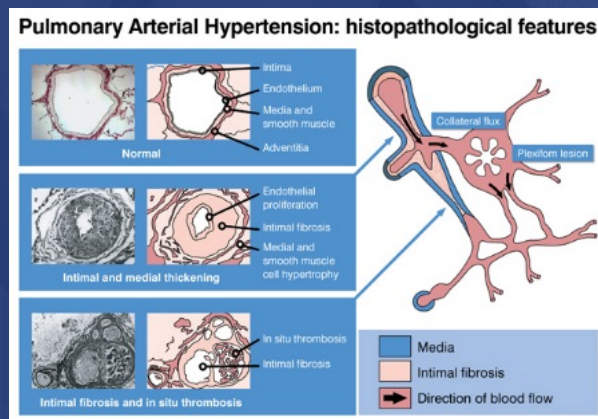 Pulmonary Arterial Hypertension: histopathological features
Intima
Endothelium
Media and
smooth muscle
Adventitia
Normal
Endothelial
proliferation
Intimal fibrosis
Medial and
smooth muscle
cell hypertrophy
Intimal and medial thickening
In situ thrombosis
Intimal fibrosis
Intimal fibrosis and in situ thrombosis
Collateral flux
Plexifom lesion
Media
Intimal fibrosis
Direction of blood flow